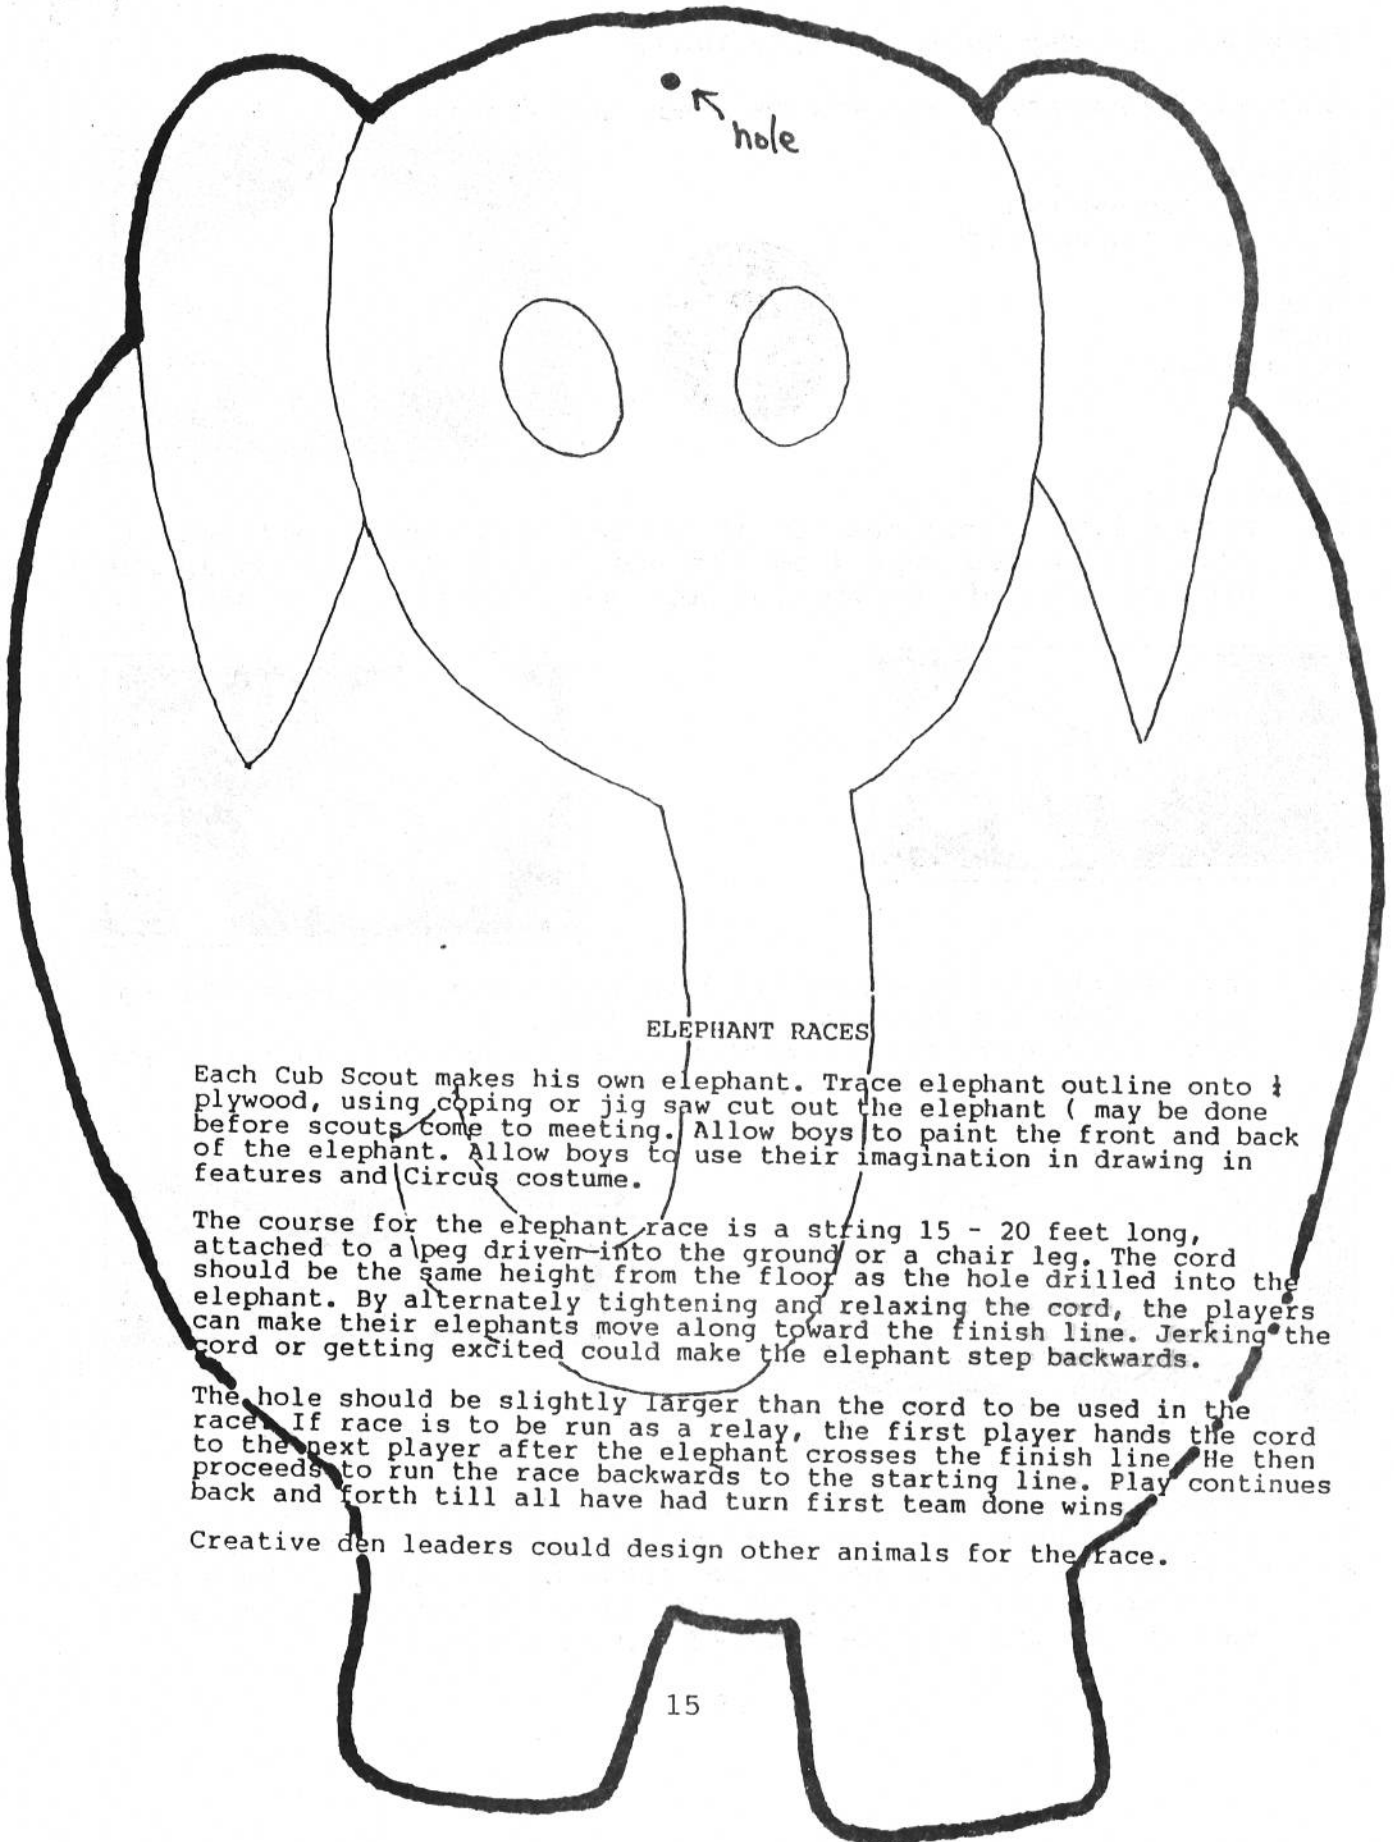 hole
ELEPHANT RACES
Each Cub Scout makes his own elephant. Trace elephant outline onto ¼
plywood, using coping or jig saw cut out the elephant ( may be done
before scouts come to meeting. Allow boys to paint the front and back
of the elephant. Allow boys to use their imagination in drawing in
features and Circus costume.
The course for the elephant race is a string 15 - 20 feet long,
attached to a peg driven into the ground or a chair leg. The cord
should be the same height from the floor as the hole drilled into the
elephant. By alternately tightening and relaxing the cord, the players
can make their elephants move along toward the finish line. Jerking the
cord or getting excited could make the elephant step backwards.
The hole should be slightly larger than the cord to be used in the
race. If race is to be run as a relay, the first player hands the cord
to the next player after the elephant crosses the finish line. He then
proceeds to run the race backwards to the starting line. Play continues
back and forth till all have had turn first team done wins.
Creative den leaders could design other animals for the race.
15